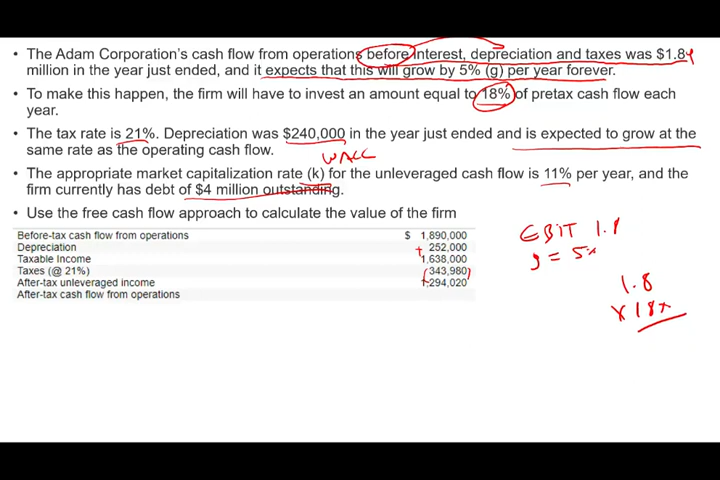 • The Adam Corporation's cash flow from operations before interest, depreciation and taxes was $1.8
million in the year just ended, and it expects that this will grow by 5% (g) per year forever.
• To make this happen, the firm will have to invest an amount equal to 18% of pretax cash flow each
year.
• The tax rate is 21%. Depreciation was $240,000 in the year just ended and is expected to grow at the
same rate as the operating cash flow.
WACC
• The appropriate market capitalization rate (k) for the unleveraged cash flow is 11% per year, and the
firm currently has debt of $4 million outstanding.
• Use the free cash flow approach to calculate the value of the firm
Before-tax cash flow from operations $ 1,890,000
Depreciation 252,000
Taxable Income 1,638,000
Taxes (@ 21%) (343,980)
After-tax unleveraged income 1,294,020
After-tax cash flow from operations
EBIT 1.8
g = 5%
1.8
x 18%